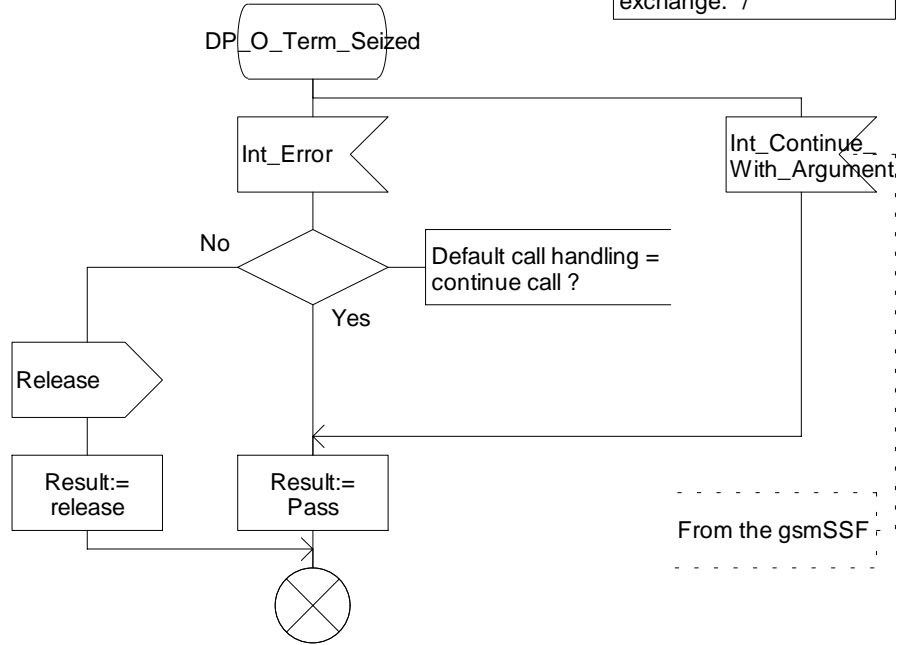 exchange. */
DP_O_Term_Seized
Int_Error
Int_Continue_
With_Argument
No
Default call handling =
continue call ?
Yes
Release
Result:=
release
Result:=
Pass
From the gsmSSF